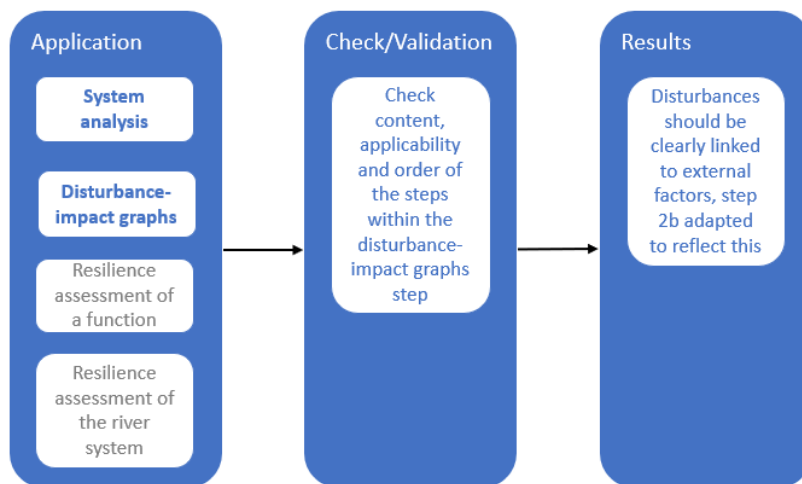 Application
System
analysis
Disturbance-
impact graphs
Resilience
assessment of
a function
Resilience
assessment of
the river
system
Check/Validation
Check
content,
applicability
and order of
the steps
within the
disturbance-
impact graphs
step
Results
Disturbances
should be
clearly linked
to external
factors, step
2b adapted
to reflect this